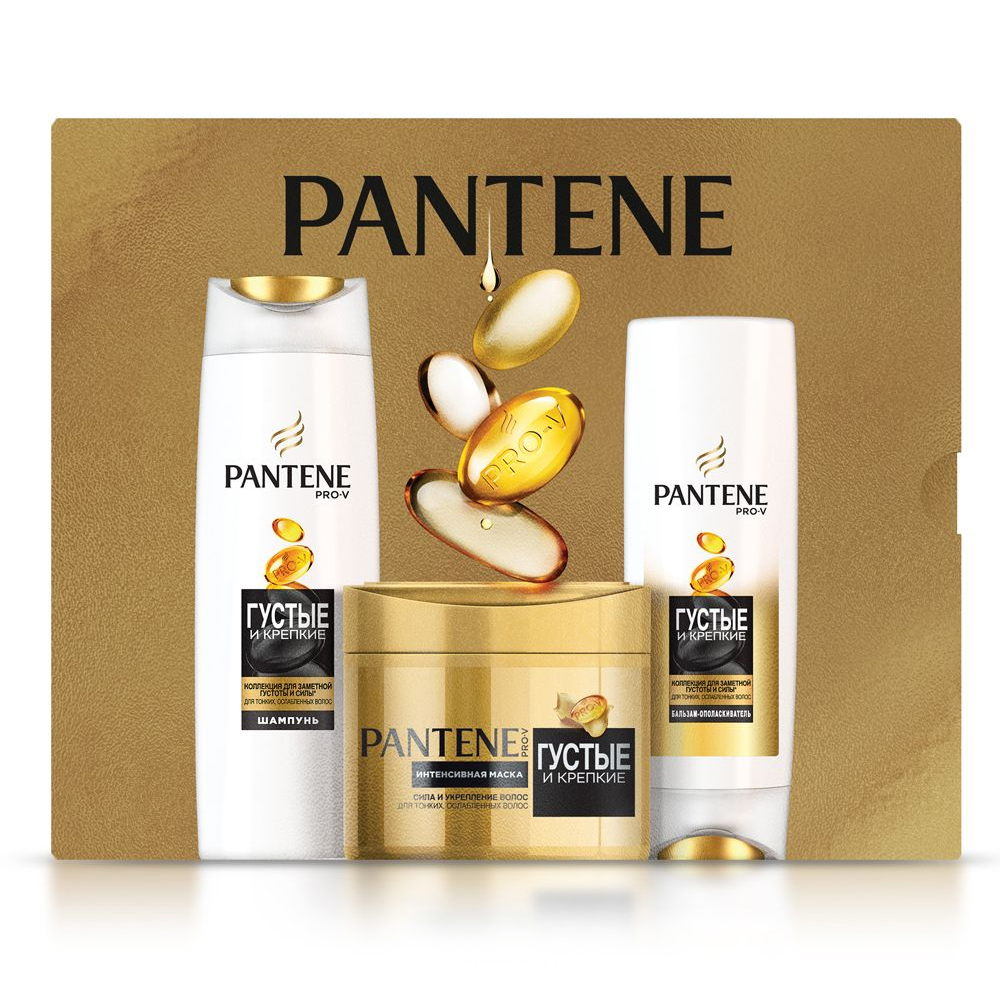 PANTENE
PRO-V
PANTENE
PRO-V
PRO-V
ГУСТЫЕ
И КРЕПКИЕ
КОЛЛЕКЦИЯ ДЛЯ ЗАМЕТНОЙ
ГУСТОТЫ И СИЛЫ*
ДЛЯ ТОНКИХ, ОСЛАБЛЕННЫХ ВОЛОС
ШАМПУНЬ
PANTENE
PRO-V
PRO-V
ГУСТЫЕ
И КРЕПКИЕ
СИЛА И УКРЕПЛЕНИЕ ВОЛОС
ДЛЯ ТОНКИХ, ОСЛАБЛЕННЫХ ВОЛОС
ИНТЕНСИВНАЯ МАСКА
PANTENE
PRO-V
PRO-V
ГУСТЫЕ
И КРЕПКИЕ
КОЛЛЕКЦИЯ ДЛЯ ЗАМЕТНОЙ
ГУСТОТЫ И СИЛЫ*
ДЛЯ ТОНКИХ, ОСЛАБЛЕННЫХ ВОЛОС
БАЛЬЗАМ-ОПОЛАСКИВАТЕЛЬ